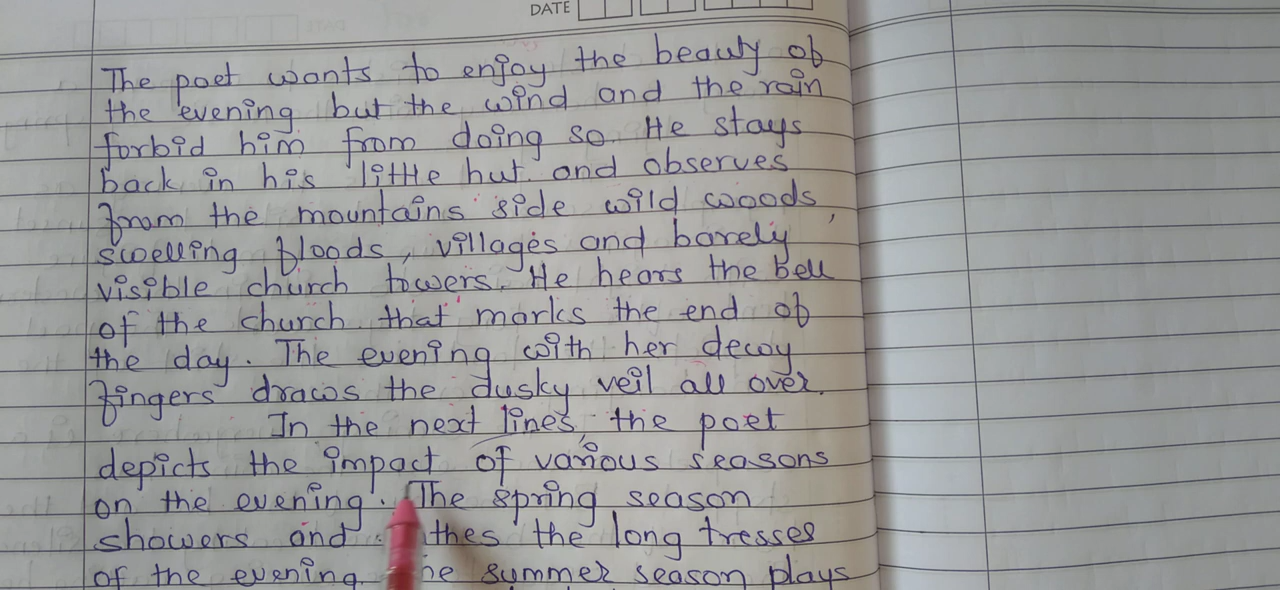 DATE
The poet wants to enjoy the beauty of
the evening but the wind and the rain
forbid him from doing so. He stays
back in his little hut and observes
from the mountains side wild woods,
swelling floods, villages and barely
visible church towers. He hears the bell
of the church that marks the end of
the day. The evening with her decoy
fingers draws the dusky veil all over.
In the next lines, the poet
depicts the impact of various seasons
on the evening. The spring season
showers and the long tresses
of the evening. summer season plays